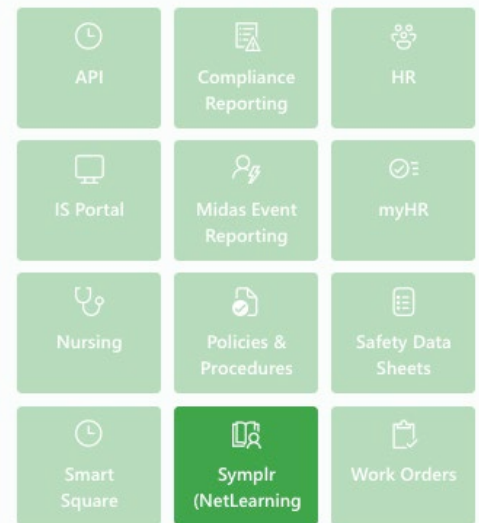 API
Compliance
Reporting
HR
IS Portal
Midas Event
Reporting
myHR
Nursing
Policies &
Procedures
Safety Data
Sheets
Smart
Square
Symplr
(NetLearning
Work Orders